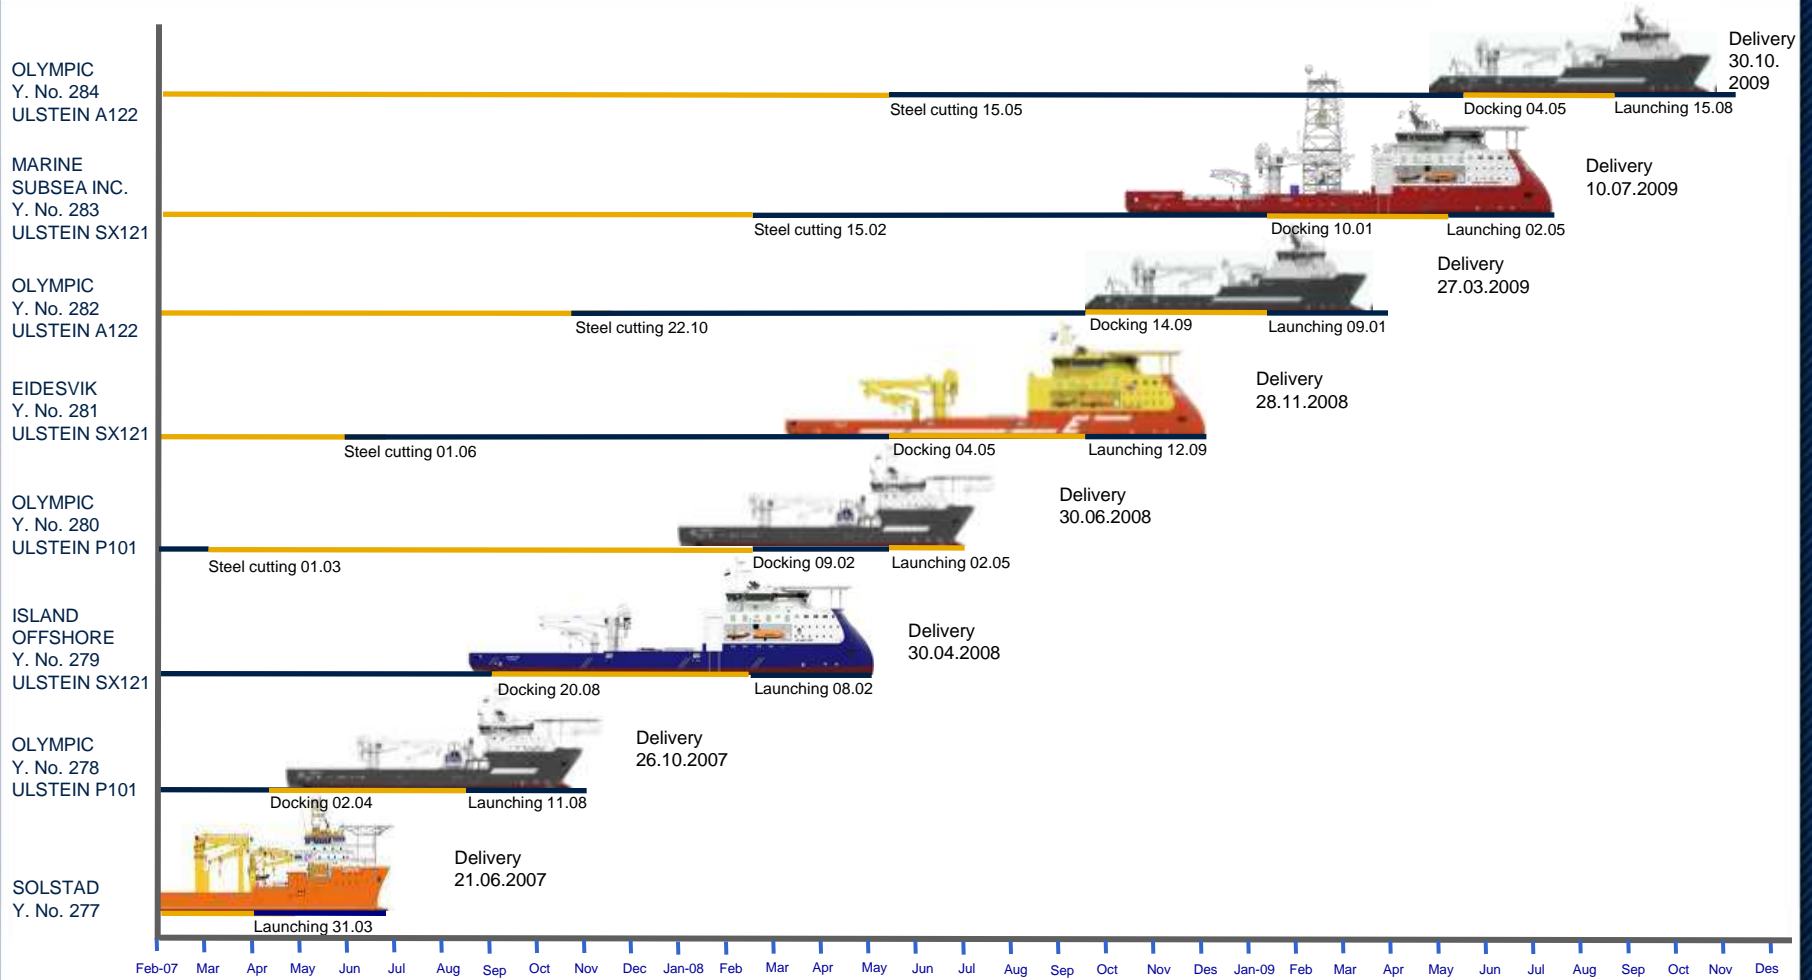 OLYMPIC
Y. No. 284
ULSTEIN A122
Steel cutting 15.05
Docking 04.05
Launching 15.08
Delivery
30.10.
2009
MARINE
SUBSEA INC.
Y. No. 283
ULSTEIN SX121
Steel cutting 15.02
Docking 10.01
Launching 02.05
Delivery
10.07.2009
OLYMPIC
Y. No. 282
ULSTEIN A122
Steel cutting 22.10
Docking 14.09
Launching 09.01
Delivery
27.03.2009
EIDESVIK
Y. No. 281
ULSTEIN SX121
Steel cutting 01.06
Docking 04.05
Launching 12.09
Delivery
28.11.2008
OLYMPIC
Y. No. 280
ULSTEIN P101
Steel cutting 01.03
Docking 09.02
Launching 02.05
Delivery
30.06.2008
ISLAND
OFFSHORE
Y. No. 279
ULSTEIN SX121
Docking 20.08
Launching 08.02
Delivery
30.04.2008
OLYMPIC
Y. No. 278
ULSTEIN P101
Docking 02.04
Launching 11.08
Delivery
26.10.2007
SOLSTAD
Y. No. 277
Launching 31.03
Delivery
21.06.2007
Feb-07 Mar Apr May Jun Jul Aug Sep Oct Nov Dec Jan-08 Feb Mar Apr May Jun Jul Aug Sep Oct Nov Des Jan-09 Feb Mar Apr May Jun Jul Aug Sep Oct Nov Des